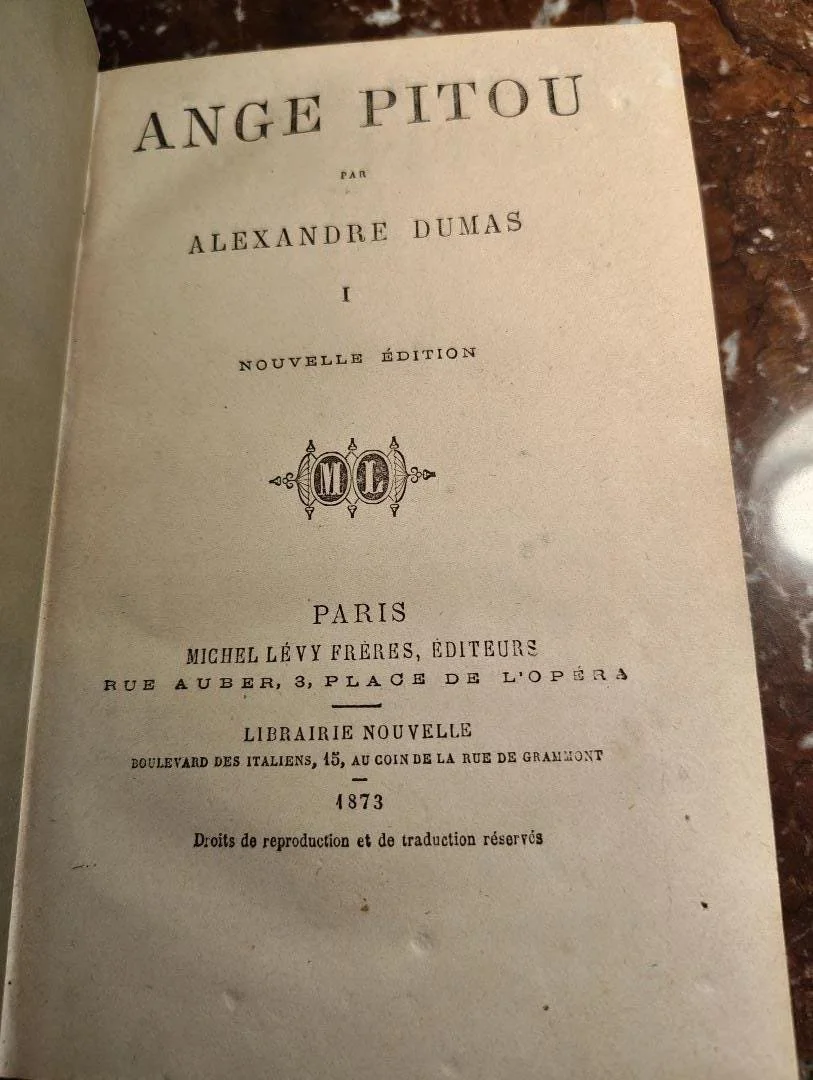 ANGE PITOU
PAR
ALEXANDRE DUMAS
I
NOUVELLE ÉDITION
ML
PARIS
MICHEL LÉVY FRÈRES, ÉDITEURS
RUE AUBER, 3, PLACE DE L'OPÉRA
LIBRAIRIE NOUVELLE
BOULEVARD DES ITALIENS, 15, AU COIN DE LA RUE DE GRAMMONT
1873
Droits de reproduction et de traduction réservés